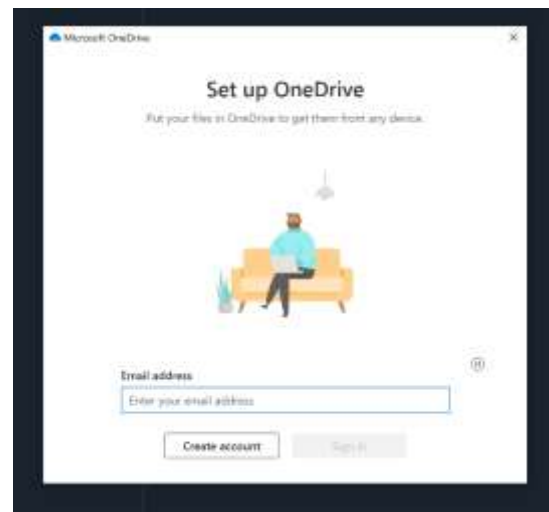 Microsoft OneDrive
Set up OneDrive
Put your files in OneDrive to get them from any device.
Email address
Enter your email address
Create account
Sign in